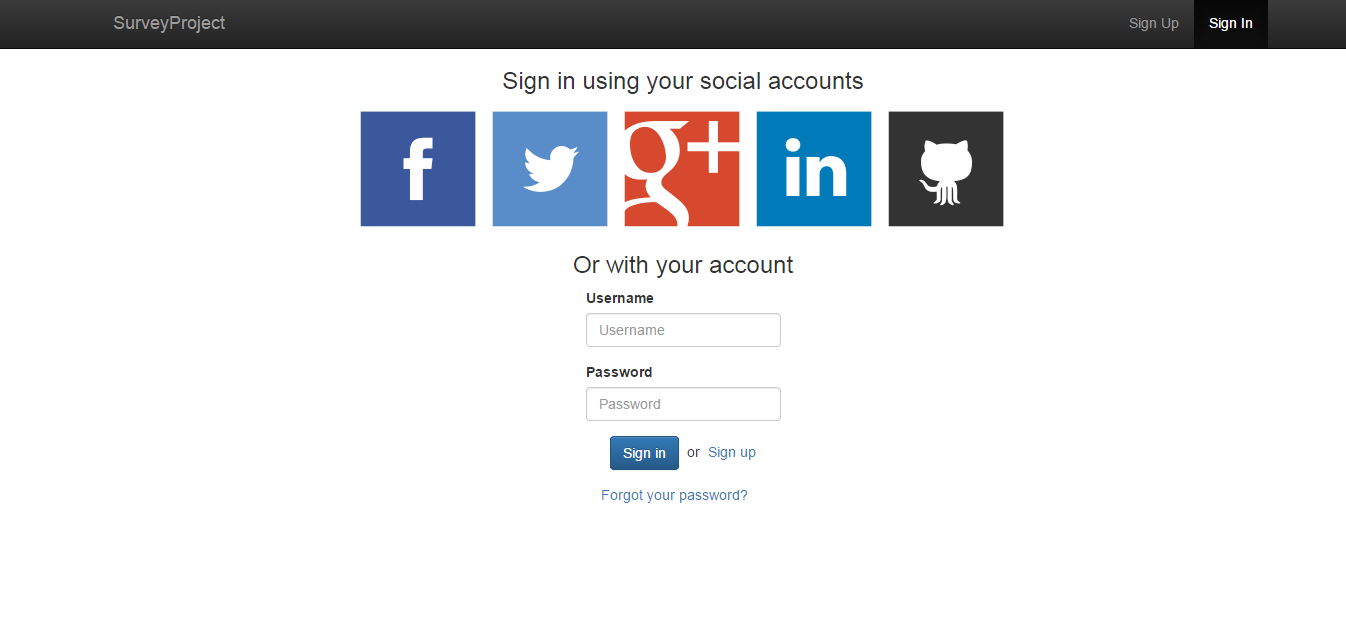 SurveyProject Sign Up Sign In
Sign in using your social accounts
f g+ in
Or with your account
Username
Username
Password
Password
Sign in or Sign up
Forgot your password?